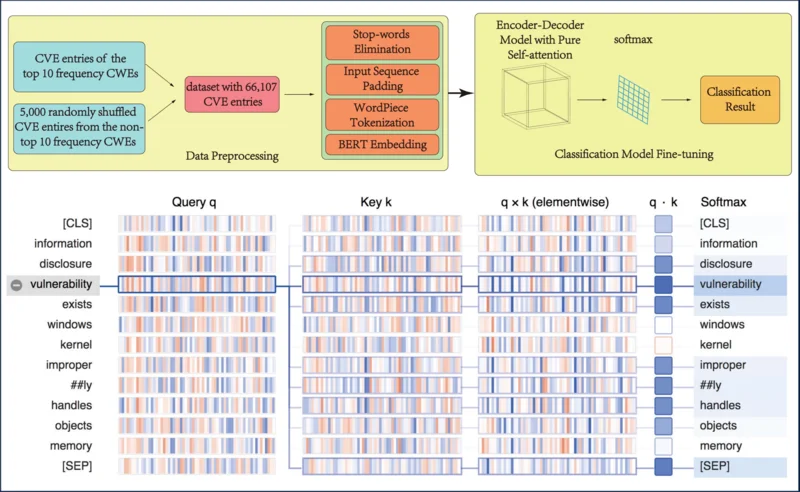 CVE entries of the
top 10 frequency CWEs
5,000 randomly shuffled
CVE entires from the non-
top 10 frequency CWEs
dataset with 66,107
CVE entries
Stop-words
Elimination
Input Sequence
Padding
WordPiece
Tokenization
BERT Embedding
Data Preprocessing
Encoder-Decoder
Model with Pure
Self-attention
softmax
Classification
Result
Classification Model Fine-tuning
Query q
Key k
q × k (elementwise)
q · k
Softmax
[CLS]
[CLS]
information
information
disclosure
disclosure
vulnerability
vulnerability
exists
exists
windows
windows
kernel
kernel
improper
improper
##ly
##ly
handles
handles
objects
objects
memory
memory
[SEP]
[SEP]